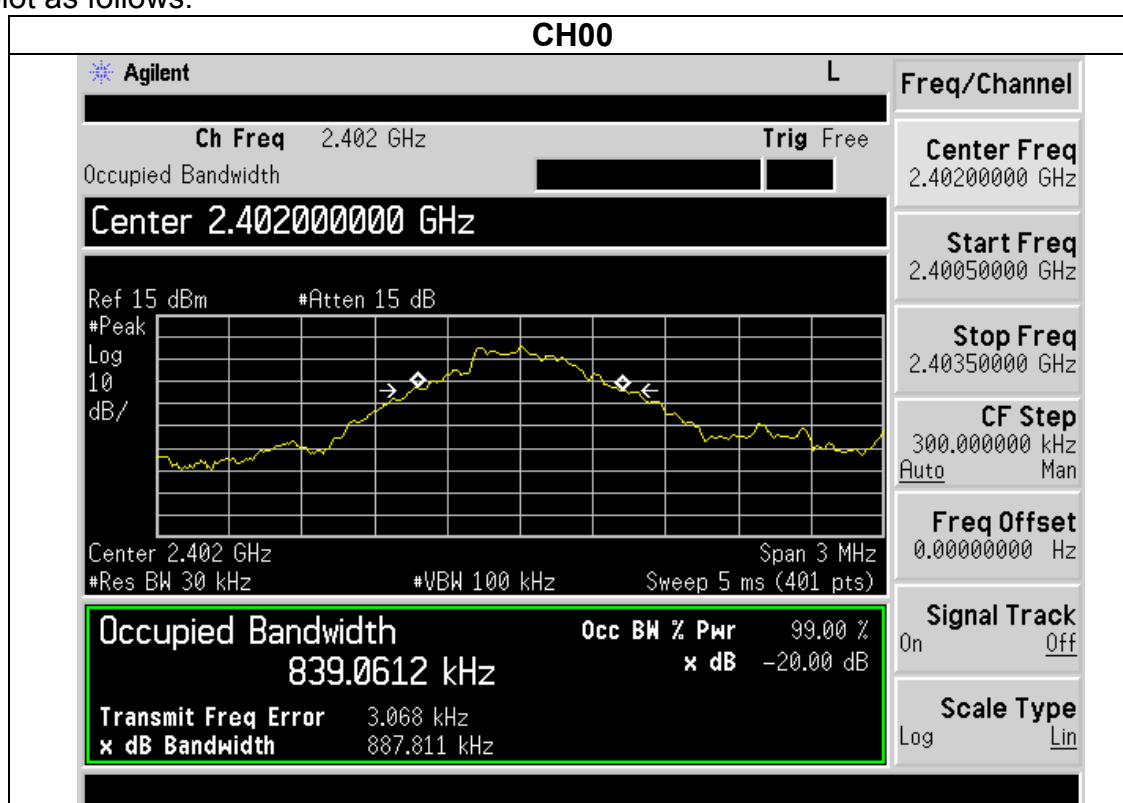 CH00
Agilent
L
Ch Freq 2.402 GHz Trig Free
Occupied Bandwidth
Center 2.402000000 GHz
Ref 15 dBm #Atten 15 dB
#Peak
Log
10
dB/
Center 2.402 GHz Span 3 MHz
#Res BW 30 kHz #VBW 100 kHz Sweep 5 ms (401 pts)
Occupied Bandwidth Occ BW % Pwr 99.00 %
839.0612 kHz x dB -20.00 dB
Transmit Freq Error 3.068 kHz
x dB Bandwidth 887.811 kHz
Freq/Channel
Center Freq
2.40200000 GHz
Start Freq
2.40050000 GHz
Stop Freq
2.40350000 GHz
CF Step
300.000000 kHz
Auto Man
Freq Offset
0.00000000 Hz
Signal Track
On Off
Scale Type
Log Lin